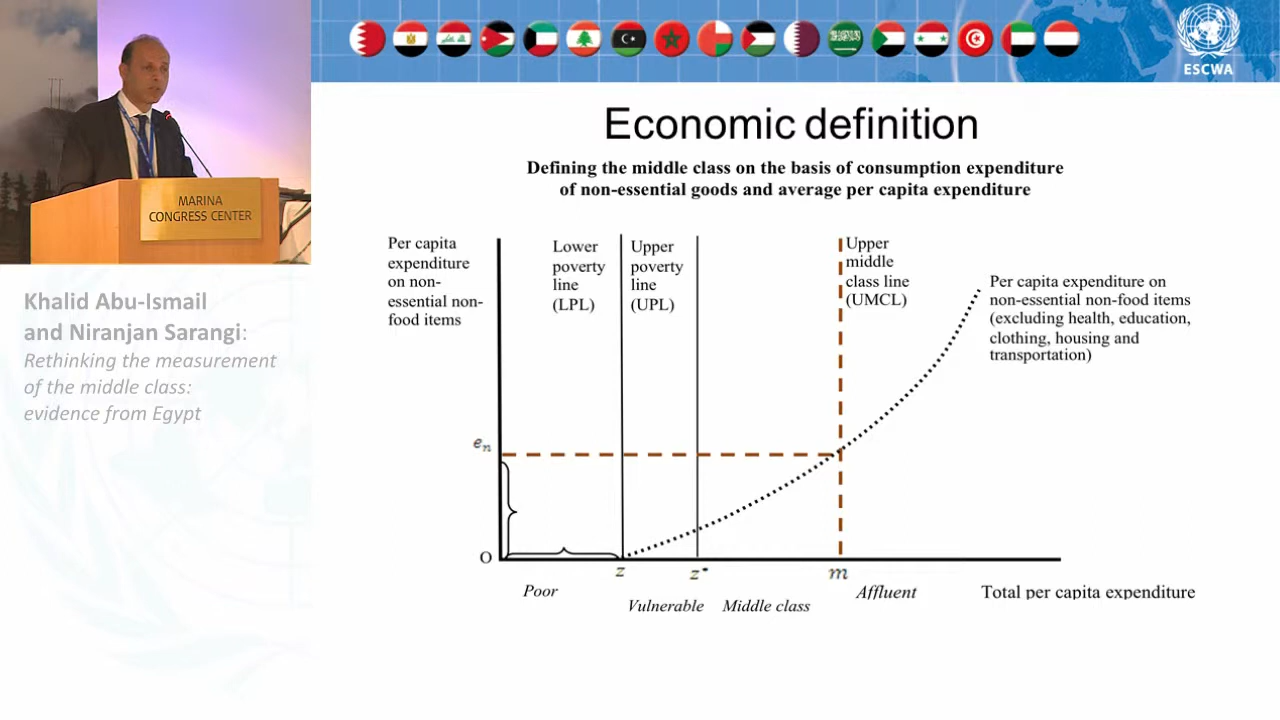 ESCWA
MARINA
CONGRESS CENTER
Khalid Abu-Ismail
and Niranjan Sarangi:
Rethinking the measurement
of the middle class:
evidence from Egypt
Economic definition
Defining the middle class on the basis of consumption expenditure
of non-essential goods and average per capita expenditure
Per capita
expenditure
on non-
essential non-
food items
Lower
poverty
line
(LPL)
Upper
poverty
line
(UPL)
Upper
middle
class line
(UMCL)
Per capita expenditure on
non-essential non-food items
(excluding health, education,
clothing, housing and
transportation)
eₙ
O
z
z*
m
Poor
Vulnerable
Middle class
Affluent
Total per capita expenditure